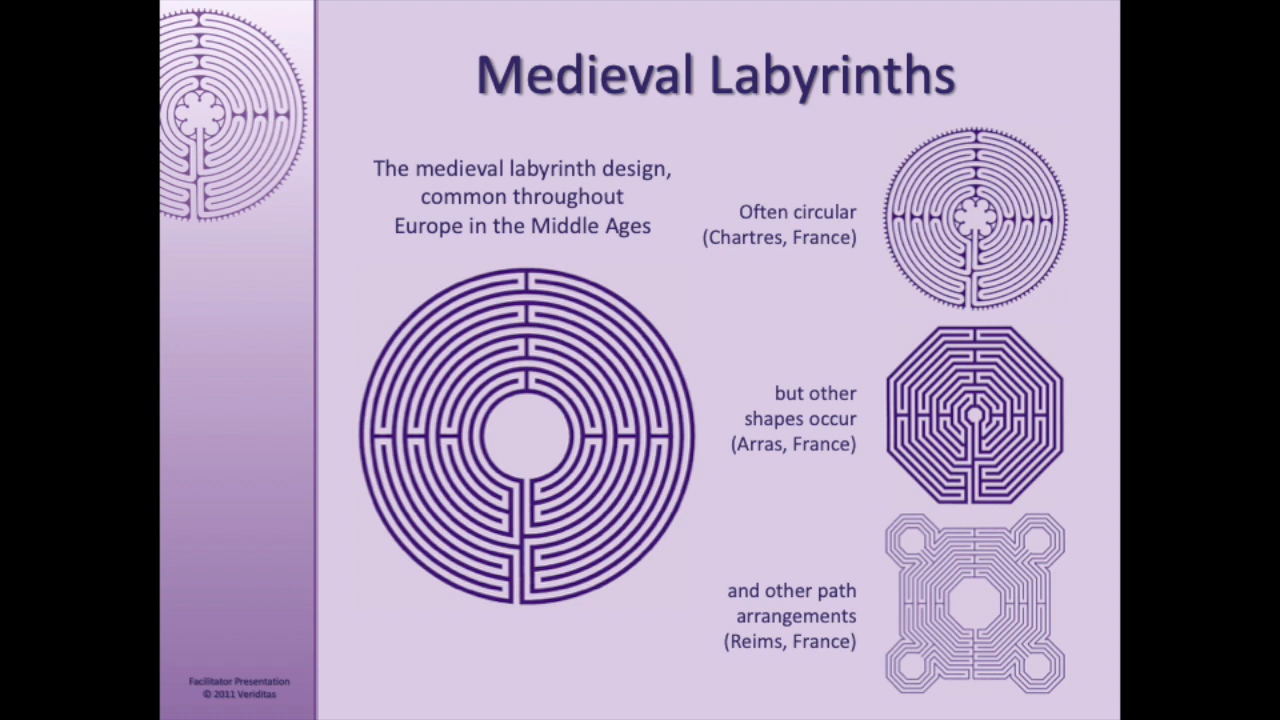 Medieval Labyrinths
The medieval labyrinth design,
common throughout
Europe in the Middle Ages
Often circular
(Chartres, France)
but other
shapes occur
(Arras, France)
and other path
arrangements
(Reims, France)
Facilitator Presentation
© 2011 Veriditas